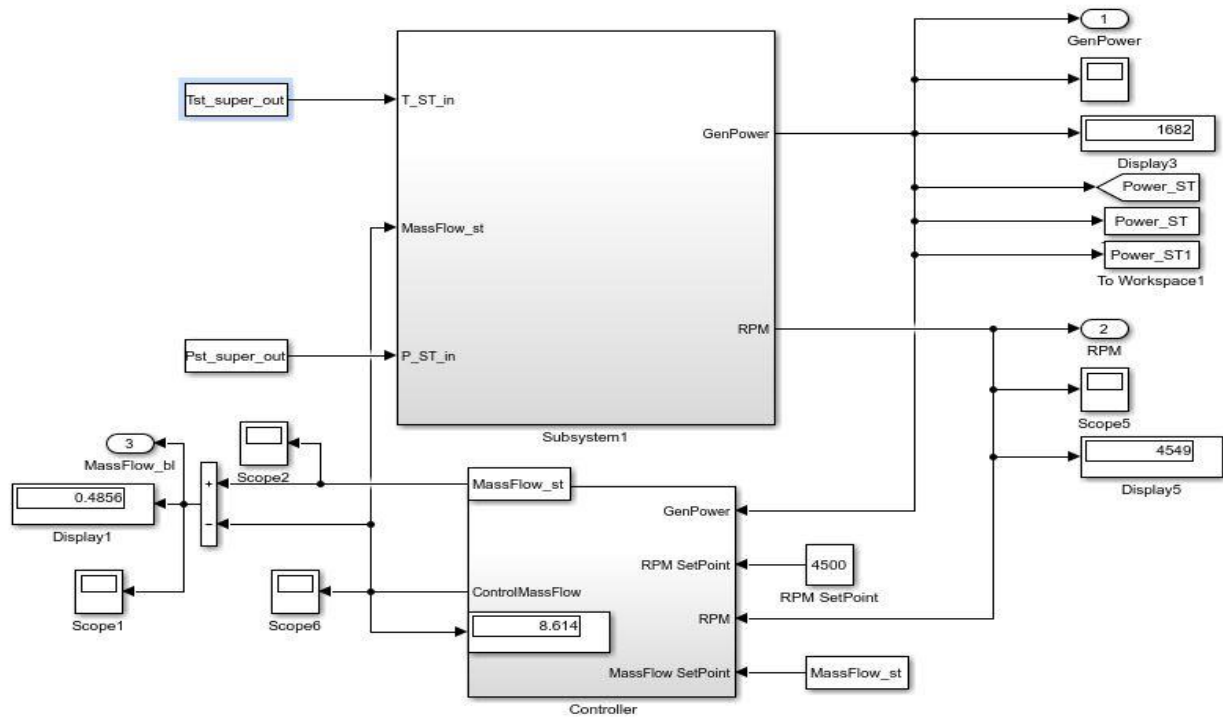 1
GenPower
Tst_super_out
T_ST_in
GenPower
1682
Display3
Power_ST
MassFlow_st
Power_ST
Power_ST1
To Workspace1
RPM
2
RPM
Pst_super_out
P_ST_in
Scope5
Subsystem1
4549
Display5
3
MassFlow_bl
Scope2
+
−
0.4856
Display1
MassFlow_st
GenPower
RPM SetPoint
4500
RPM SetPoint
ControlMassFlow
Scope1
Scope6
8.614
RPM
MassFlow SetPoint
MassFlow_st
Controller